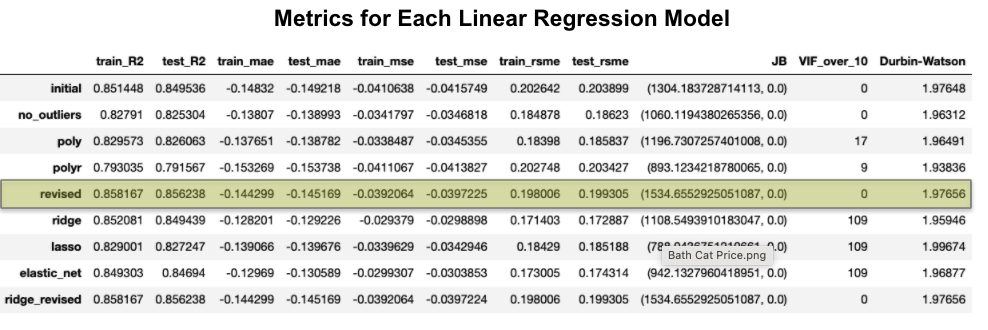 Metrics for Each Linear Regression Model
train_R2 test_R2 train_mae test_mae train_mse test_mse train_rsme test_rsme JB VIF_over_10 Durbin-Watson
initial 0.851448 0.849536 -0.14832 -0.149218 -0.0410638 -0.0415749 0.202642 0.203899 (1304.183728714113, 0.0) 0 1.97648
no_outliers 0.82791 0.825304 -0.13807 -0.138993 -0.0341797 -0.0346818 0.184878 0.18623 (1060.1194380265356, 0.0) 0 1.96312
poly 0.829573 0.826063 -0.137651 -0.138782 -0.0338487 -0.0345355 0.18398 0.185837 (1196.7307257401008, 0.0) 17 1.96491
polyr 0.793035 0.791567 -0.153269 -0.153738 -0.0411067 -0.0413827 0.202748 0.203427 (893.1234218780065, 0.0) 9 1.93836
revised 0.858167 0.856238 -0.144299 -0.145169 -0.0392064 -0.0397225 0.198006 0.199305 (1534.6552925051087, 0.0) 0 1.97656
ridge 0.852081 0.849439 -0.128201 -0.129226 -0.029379 -0.0298898 0.171403 0.172887 (1108.5493910183047, 0.0) 109 1.95946
lasso 0.829001 0.827247 -0.139066 -0.139676 -0.0339629 -0.0342946 0.18429 0.185188 109 1.99674
Bath Cat Price.png
elastic_net 0.849303 0.84694 -0.12969 -0.130589 -0.0299307 -0.0303853 0.173005 0.174314 (942.1327960418951, 0.0) 109 1.96877
ridge_revised 0.858167 0.856238 -0.144299 -0.145169 -0.0392064 -0.0397224 0.198006 0.199305 (1534.6552925051087, 0.0) 0 1.97656